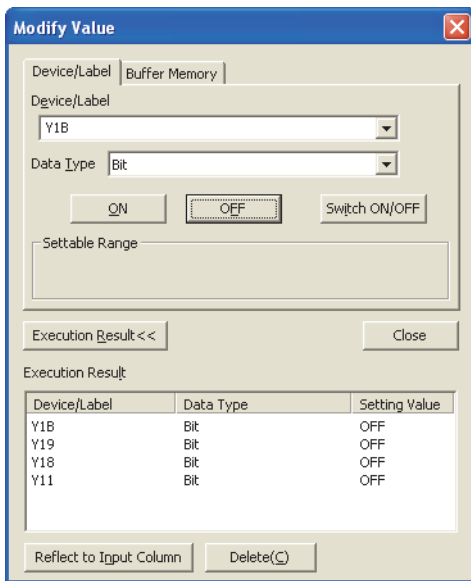 Modify Value
Device/Label Buffer Memory
Device/Label
Y1B
Data Type Bit
ON OFF Switch ON/OFF
Settable Range
Execution Result<< Close
Execution Result
Device/Label Data Type Setting Value
Y1B Bit OFF
Y19 Bit OFF
Y18 Bit OFF
Y11 Bit OFF
Reflect to Input Column Delete(C)